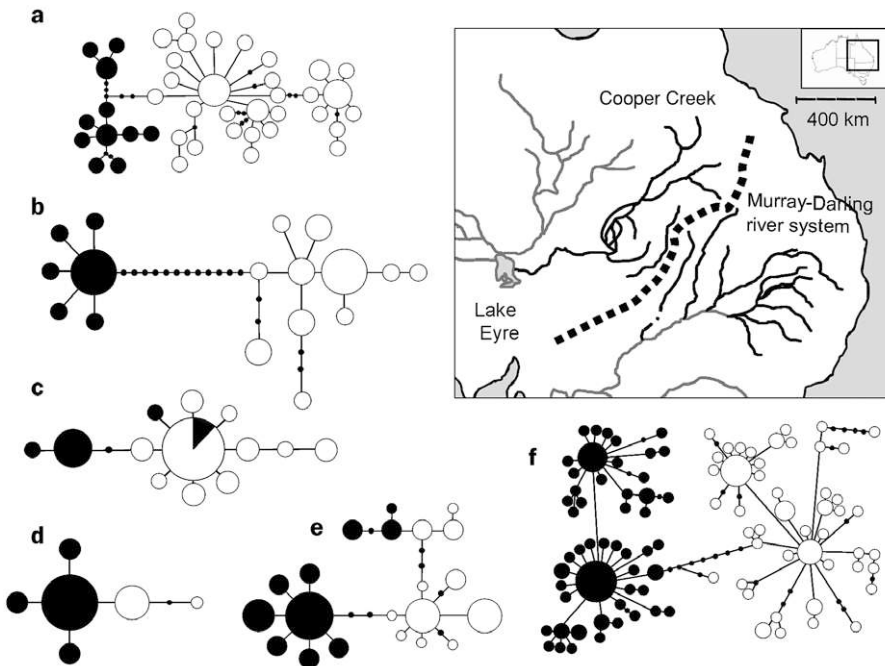 a
b
c
d
e
f
Cooper Creek
400 km
Murray-Darling
river system
Lake
Eyre